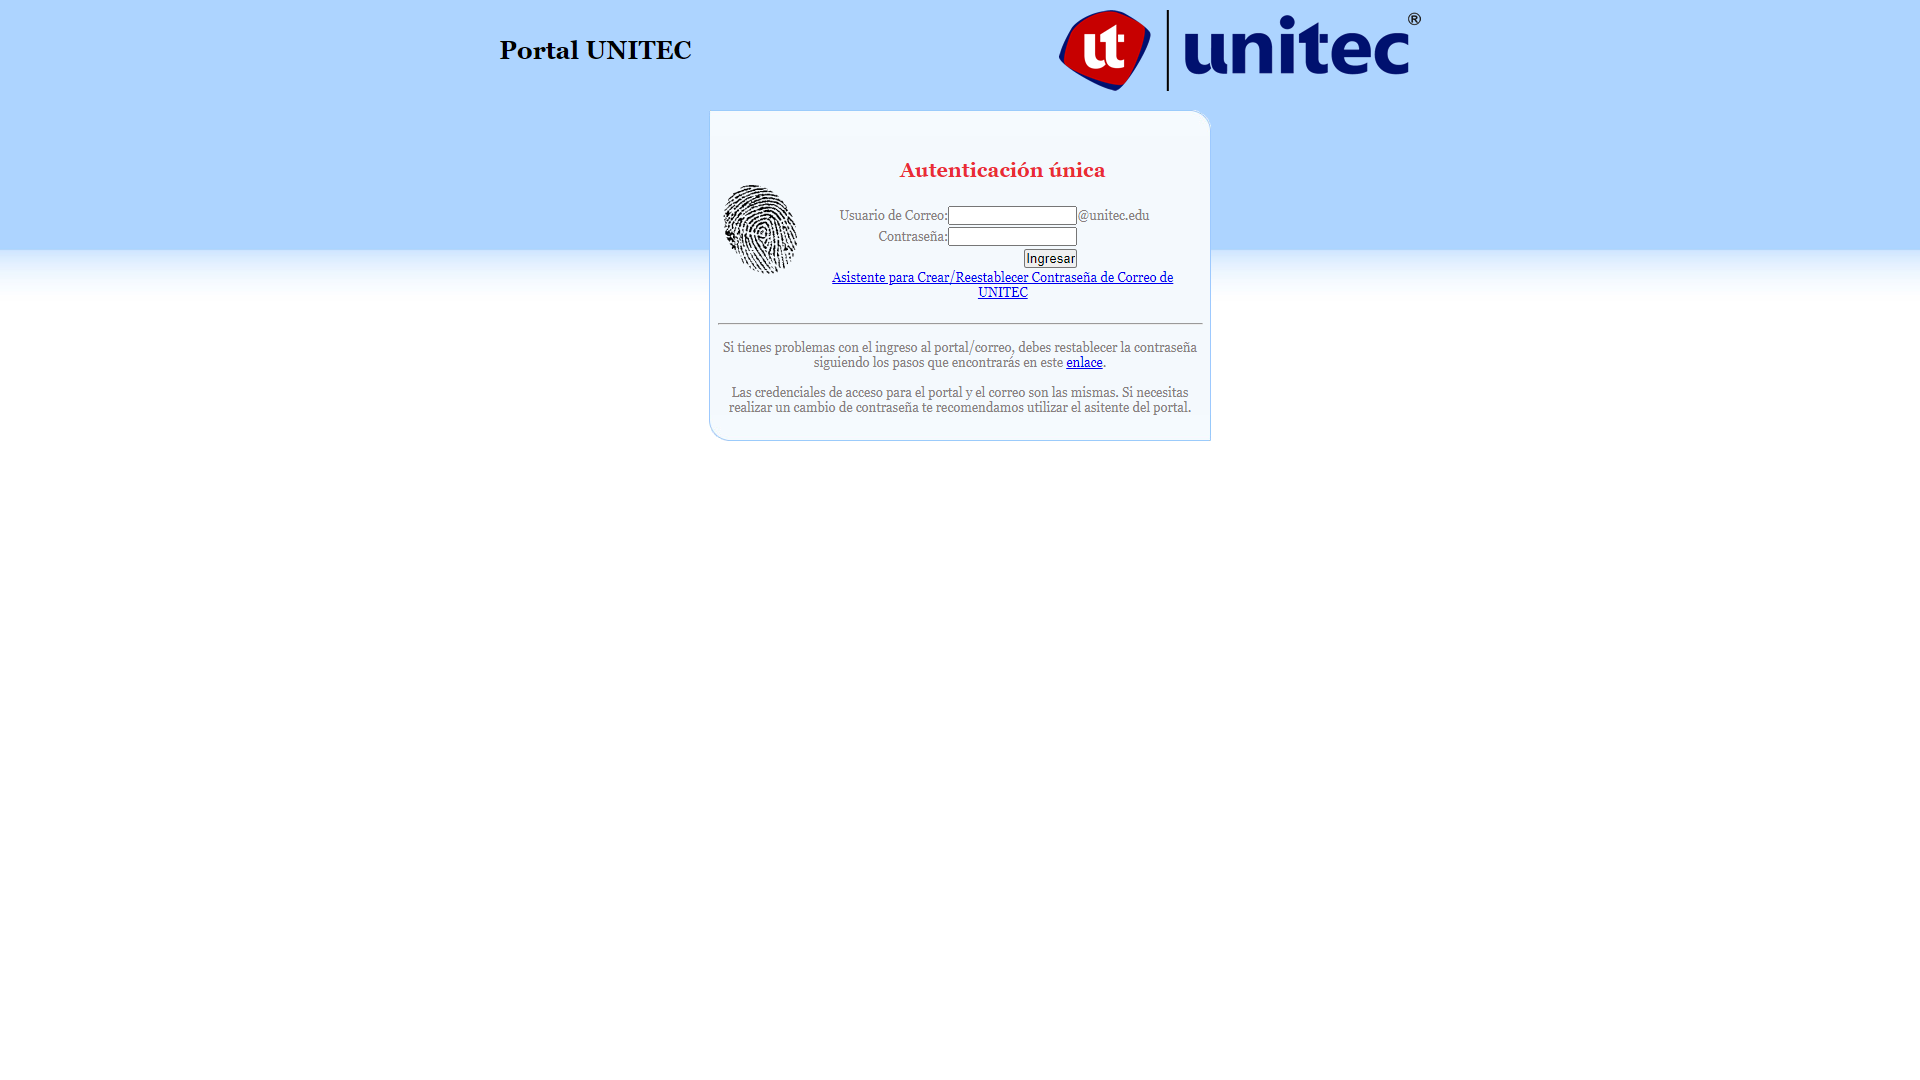 Portal UNITEC
ut unitec®
Autenticación única
Usuario de Correo: @unitec.edu
Contraseña:
Ingresar
Asistente para Crear/Reestablecer Contraseña de Correo de
UNITEC
Si tienes problemas con el ingreso al portal/correo, debes restablecer la contraseña
siguiendo los pasos que encontrarás en este enlace.
Las credenciales de acceso para el portal y el correo son las mismas. Si necesitas
realizar un cambio de contraseña te recomendamos utilizar el asitente del portal.